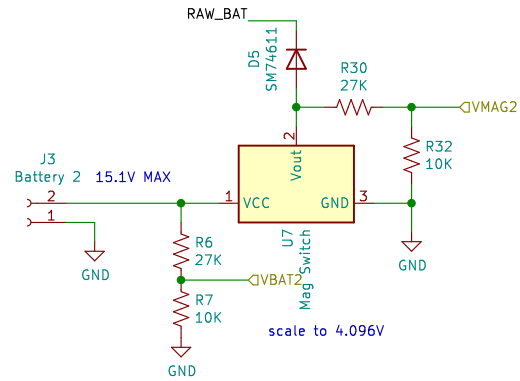 RAW_BAT
D5
SM74611
R30
27K
VMAG2
2
Vout
R32
10K
J3
Battery 2
15.1V MAX
2
1
1
VCC
GND
3
U7
Mag Switch
GND
R6
27K
GND
VBAT2
R7
10K
scale to 4.096V
GND